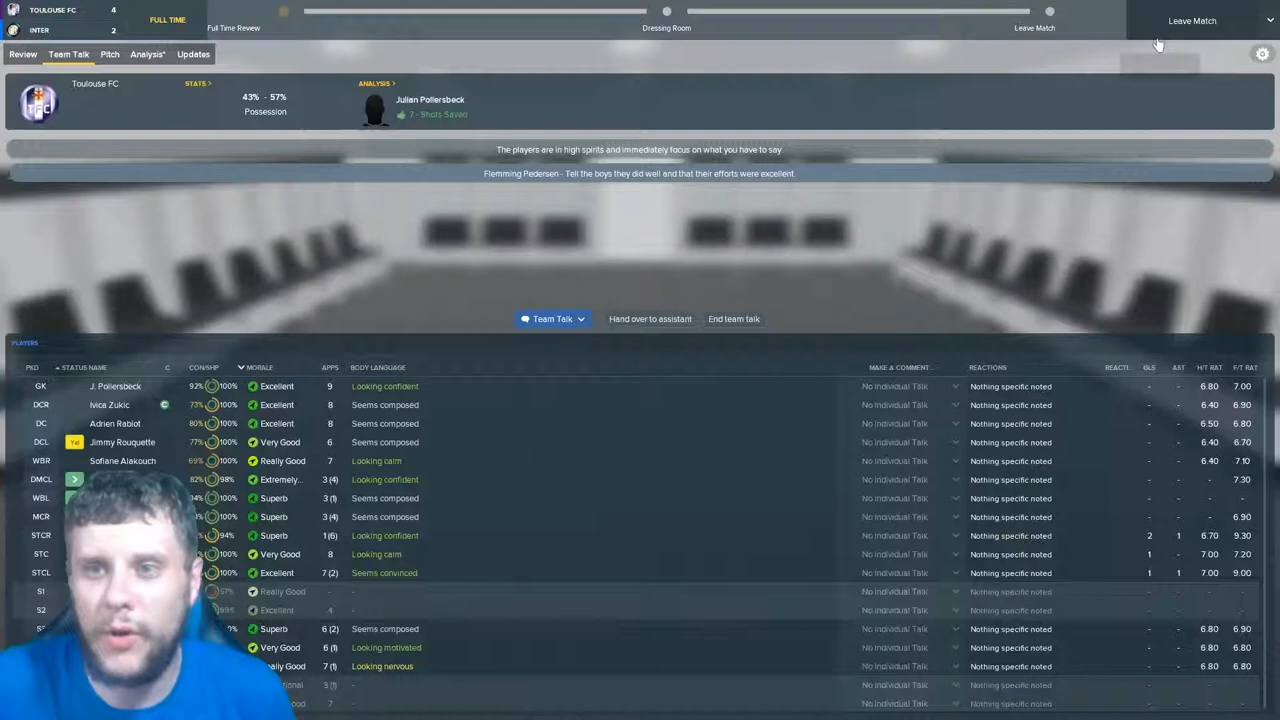 TOULOUSE FC 4
INTER 2
FULL TIME
Full Time Review
Dressing Room
Leave Match
Leave Match
Review Team Talk Pitch Analysis* Updates
Toulouse FC
TFC
STATS >
43% - 57%
Possession
ANALYSIS >
Julian Pollersbeck
7 - Shots Saved
The players are in high spirits and immediately focus on what you have to say.
Flemming Pedersen - Tell the boys they did well and that their efforts were excellent.
Team Talk Hand over to assistant End team talk
PLAYERS
PKD STATUS NAME C CON/SHP MORALE APPS BODY LANGUAGE MAKE A COMMENT... REACTIONS REACTI... GLS AST H/T RAT F/T RAT
GK J. Pollersbeck 92% 100% Excellent 9 Looking confident No Individual Talk Nothing specific noted - - 6.80 7.00
DCR Ivica Zukic C 73% 100% Excellent 8 Seems composed No Individual Talk Nothing specific noted - - 6.40 6.90
DC Adrien Rabiot 80% 100% Excellent 8 Seems composed No Individual Talk Nothing specific noted - - 6.50 6.80
DCL Yel Jimmy Rouquette 77% 100% Very Good 6 Seems composed No Individual Talk Nothing specific noted - - 6.40 6.70
WBR Sofiane Alakouch 69% 100% Really Good 7 Looking calm No Individual Talk Nothing specific noted - - 6.40 7.10
DMCL 82% 98% Extremely... 3 (4) Looking confident No Individual Talk Nothing specific noted - - 7.30
WBL 100% Superb 3 (1) Seems composed No Individual Talk Nothing specific noted - - - -
MCR 100% Superb 3 (4) Seems composed No Individual Talk Nothing specific noted - - 6.90
STCR 94% Superb 1 (6) Looking confident No Individual Talk Nothing specific noted 2 1 6.70 9.30
STC 100% Very Good 8 Looking calm No Individual Talk Nothing specific noted 1 - 7.00 7.20
STCL 100% Excellent 7 (2) Seems convinced No Individual Talk Nothing specific noted 1 1 7.00 9.00
S1 57% Really Good - - No Individual Talk Nothing specific noted - - - -
S2 99% Excellent 4 - No Individual Talk Nothing specific noted - - - -
Superb 6 (2) Seems composed No Individual Talk Nothing specific noted - - 6.80 6.90
Very Good 6 (1) Looking motivated No Individual Talk Nothing specific noted - - 6.80 6.80
Good 7 (1) Looking nervous No Individual Talk Nothing specific noted - - 6.80 6.80
3 (1) - No Individual Talk Nothing specific noted - - - -
7 - No Individual Talk Nothing specific noted - - - -